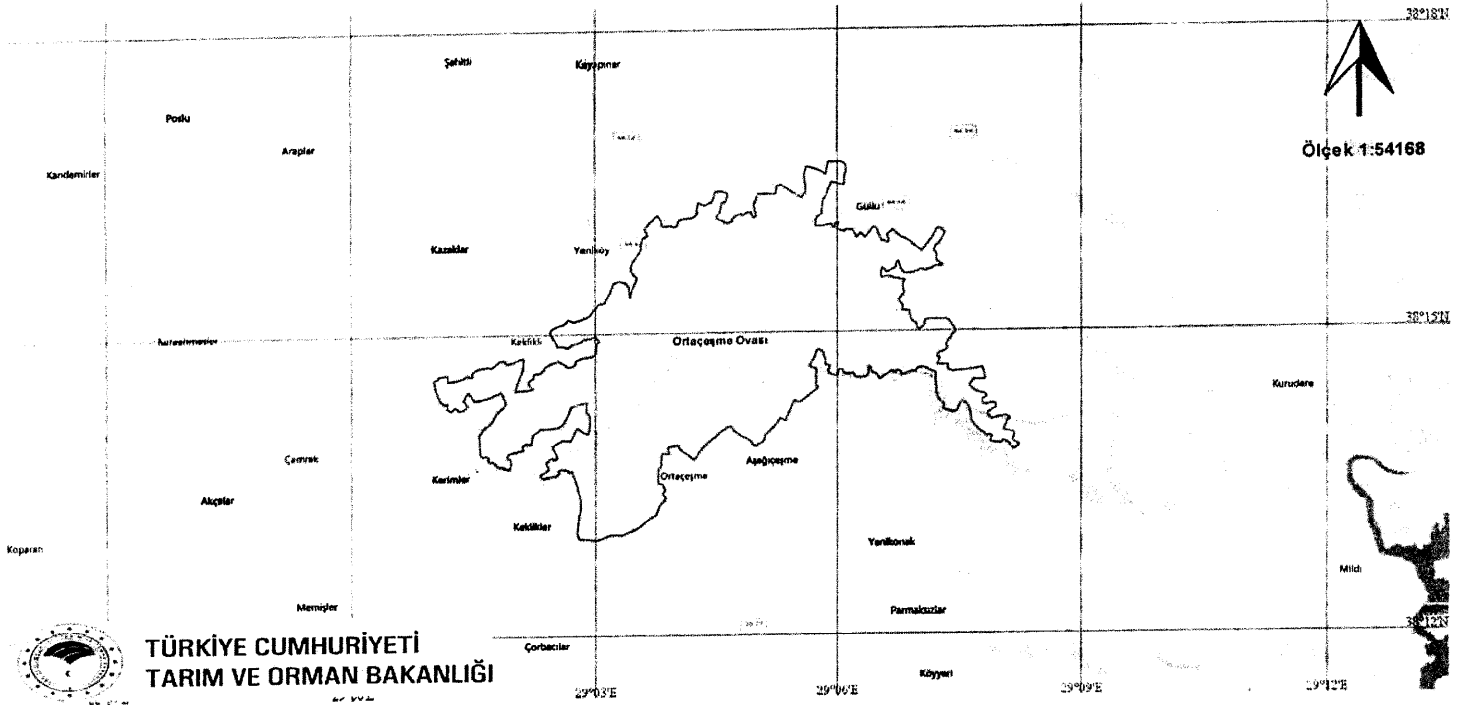 38°18'N
Şehitli
Kayapınar
Poslu
Araplar
Ölçek 1:54168
Kandemirler
Güllü
Kazaklar
Yeniköy
38°15'N
Keklikli
Ortaçeşme Ovası
Kurudere
Çamrak
Kerimler
Ortaçeşme
Aşağıçeşme
Akçalar
Keklikler
Yenikonak
Koparan
Mildi
Memişler
Parmaksızlar
38°12'N
TÜRKİYE CUMHURİYETİ
TARIM VE ORMAN BAKANLIĞI
Çorbacılar
Köyyeri
29°03'E
29°06'E
29°09'E
29°12'E